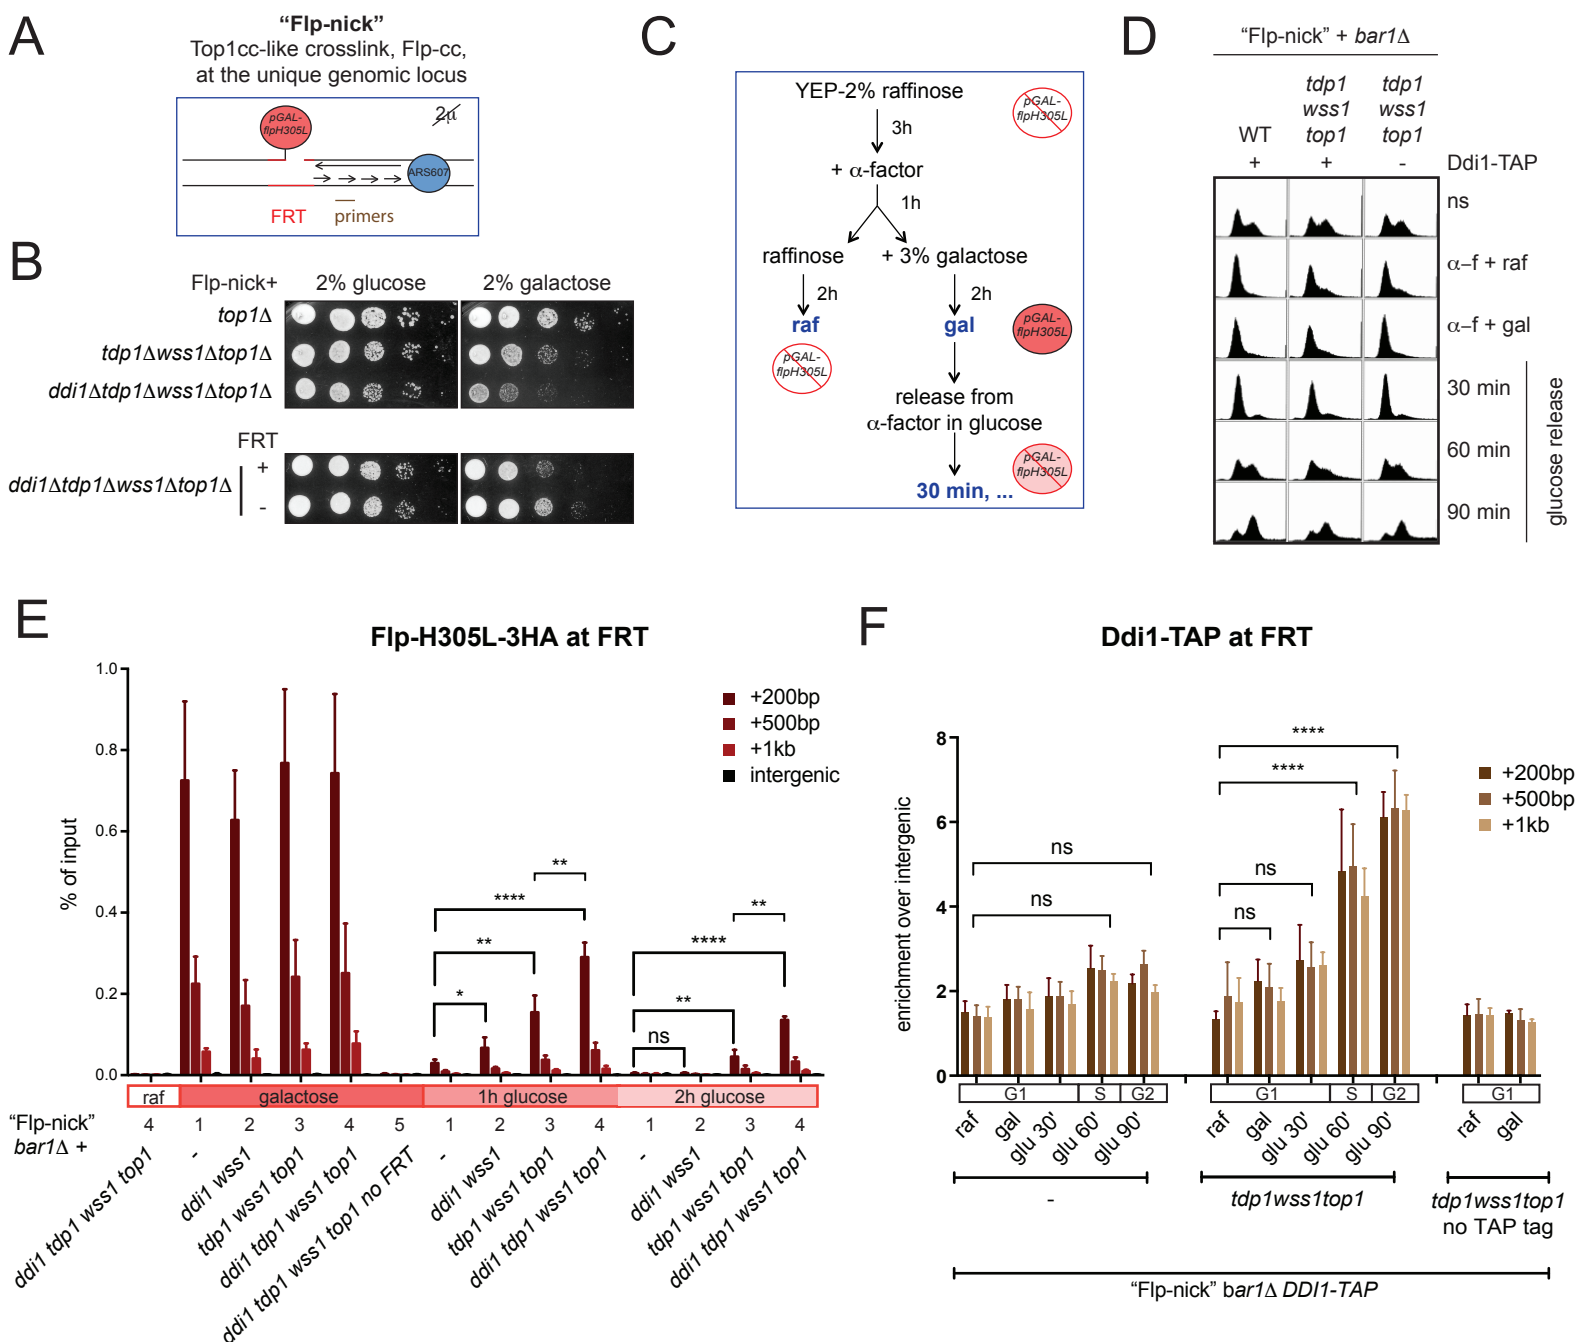 A
“Flp-nick”
Top1cc-like crosslink, Flp-cc,
at the unique genomic locus
pGAL-
flpH305L
2µ
ARS607
FRT
primers
B
Flp-nick+
2% glucose
2% galactose
top1Δ
tdp1Δwss1Δtop1Δ
ddi1Δtdp1Δwss1Δtop1Δ
FRT
+
ddi1Δtdp1Δwss1Δtop1Δ
-
C
YEP-2% raffinose
pGAL-
flpH305L
3h
+ α-factor
1h
raffinose
+ 3% galactose
2h
2h
raf
gal
pGAL-
flpH305L
pGAL-
flpH305L
release from
α-factor in glucose
pGAL-
flpH305L
30 min, ...
D
“Flp-nick” + bar1Δ
WT
tdp1
wss1
top1
tdp1
wss1
top1
+
+
-
Ddi1-TAP
ns
α–f + raf
α–f + gal
30 min
60 min
90 min
glucose release
E
Flp-H305L-3HA at FRT
+200bp
+500bp
+1kb
intergenic
% of input
1.0
0.8
0.6
0.4
0.2
0.0
*
**
****
**
ns
**
****
**
raf
galactose
1h glucose
2h glucose
“Flp-nick”
bar1Δ +
4
1
2
3
4
5
1
2
3
4
1
2
3
4
ddi1 tdp1 wss1 top1
-
ddi1 wss1
tdp1 wss1 top1
ddi1 tdp1 wss1 top1
ddi1 tdp1 wss1 top1 no FRT
-
ddi1 wss1
tdp1 wss1 top1
ddi1 tdp1 wss1 top1
-
ddi1 wss1
tdp1 wss1 top1
ddi1 tdp1 wss1 top1
F
Ddi1-TAP at FRT
+200bp
+500bp
+1kb
enrichment over intergenic
8
6
4
2
0
ns
ns
ns
ns
****
****
G1
S
G2
G1
S
G2
G1
raf
gal
glu 30'
glu 60'
glu 90'
raf
gal
glu 30'
glu 60'
glu 90'
raf
gal
-
tdp1wss1top1
tdp1wss1top1
no TAP tag
“Flp-nick” bar1Δ DDI1-TAP